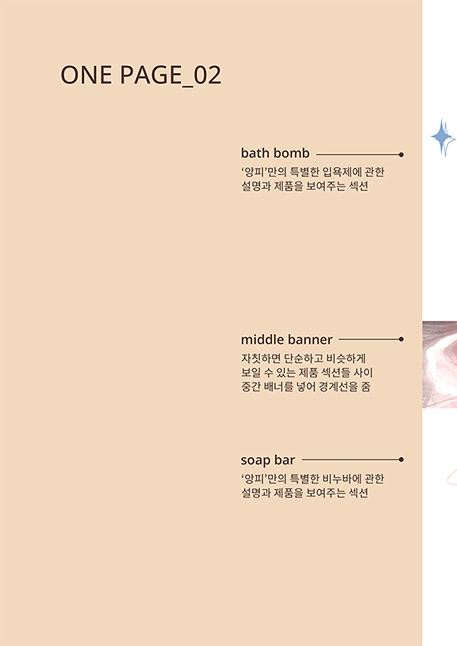 ONE PAGE_02
bath bomb
‘앙피’만의 특별한 입욕제에 관한
설명과 제품을 보여주는 섹션
middle banner
자칫하면 단순하고 비슷하게
보일 수 있는 제품 섹션들 사이
중간 배너를 넣어 경계선을 줌
soap bar
‘앙피’만의 특별한 비누바에 관한
설명과 제품을 보여주는 섹션